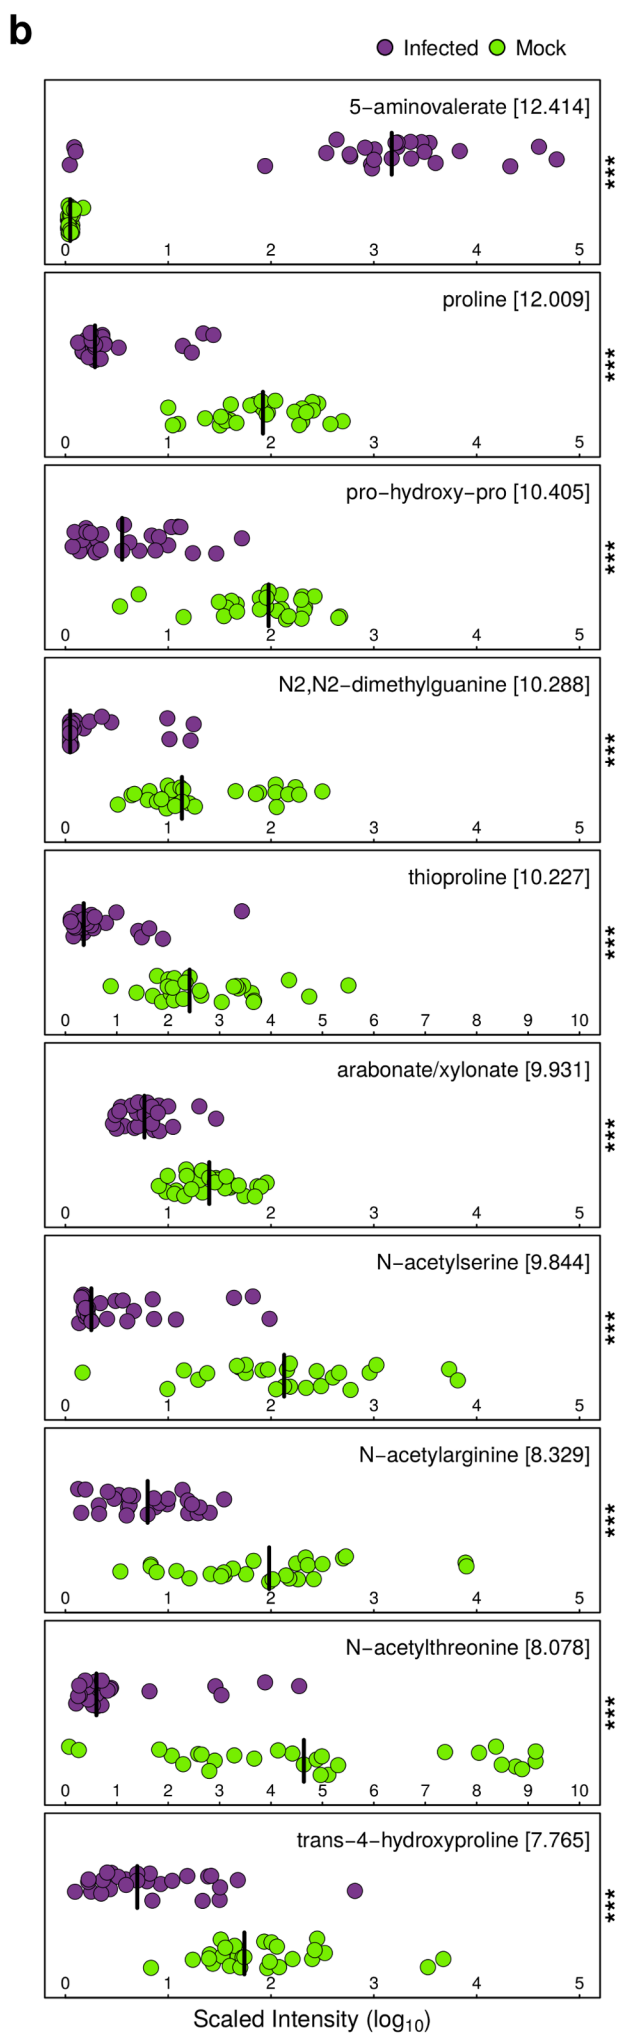 b
Infected Mock
5−aminovalerate [12.414]
***
0 1 2 3 4 5
proline [12.009]
***
0 1 2 3 4 5
pro−hydroxy−pro [10.405]
***
0 1 2 3 4 5
N2,N2−dimethylguanine [10.288]
***
0 1 2 3 4 5
thioproline [10.227]
***
0 1 2 3 4 5 6 7 8 9 10
arabonate/xylonate [9.931]
***
0 1 2 3 4 5
N−acetylserine [9.844]
***
0 1 2 3 4 5
N−acetylarginine [8.329]
***
0 1 2 3 4 5
N−acetylthreonine [8.078]
***
0 1 2 3 4 5 6 7 8 9 10
trans−4−hydroxyproline [7.765]
***
0 1 2 3 4 5
Scaled Intensity (log₁₀)